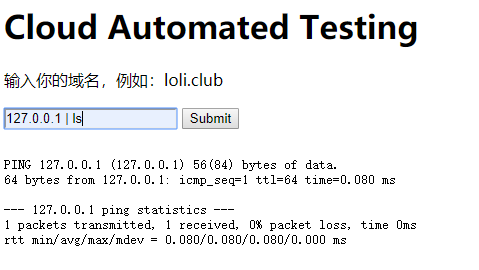 Cloud Automated Testing
输入你的域名，例如：loli.club
127.0.0.1 | ls Submit
PING 127.0.0.1 (127.0.0.1) 56(84) bytes of data.
64 bytes from 127.0.0.1: icmp_seq=1 ttl=64 time=0.080 ms
--- 127.0.0.1 ping statistics ---
1 packets transmitted, 1 received, 0% packet loss, time 0ms
rtt min/avg/max/mdev = 0.080/0.080/0.080/0.000 ms